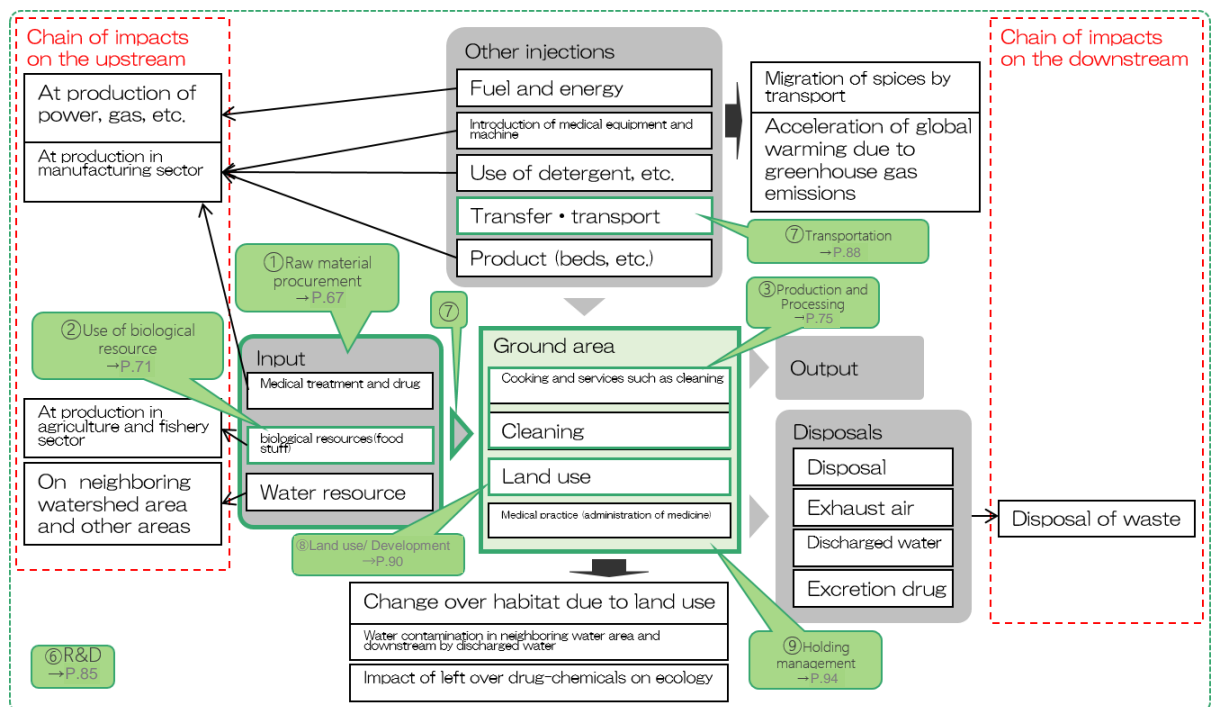 Chain of impacts
on the upstream
At production of
power, gas, etc.
At production in
manufacturing sector
Other injections
Fuel and energy
Introduction of medical equipment and
machine
Use of detergent, etc.
Transfer・transport
Product (beds, etc.)
Migration of spices by
transport
Acceleration of global
warming due to
greenhouse gas
emissions
Chain of impacts
on the downstream
⑦Transportation
→P.88
①Raw material
procurement
→P.67
②Use of biological
resource
→P.71
⑦
③Production and
Processing
→P.75
Input
Medical treatment and drug
biological resources(food
stuff)
Water resource
At production in
agriculture and fishery
sector
On neighboring
watershed area
and other areas
Ground area
Cooking and services such as cleaning
Cleaning
Land use
Medical practice (administration of medicine)
Output
Disposals
Disposal
Exhaust air
Discharged water
Excretion drug
Disposal of waste
⑧Land use/ Development
→P.90
Change over habitat due to land use
Water contamination in neighboring water area and
downstream by discharged water
Impact of left over drug-chemicals on ecology
⑨Holding
management
→P.94
⑥R&D
→P.85